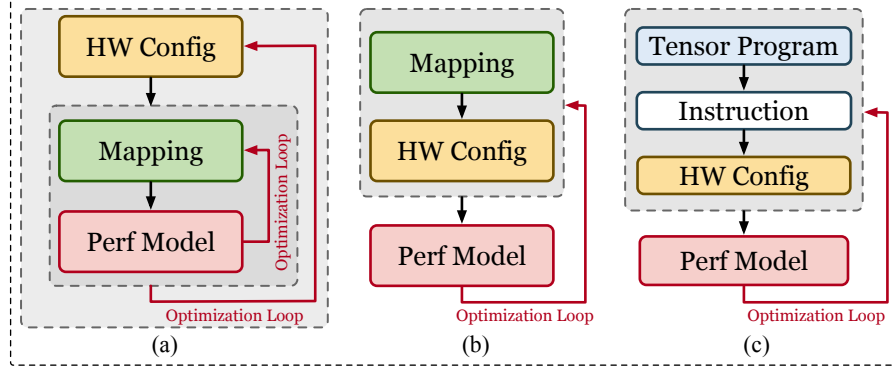 HW Config
Mapping
Perf Model
Optimization Loop
Optimization Loop
(a)
Mapping
HW Config
Perf Model
Optimization Loop
(b)
Tensor Program
Instruction
HW Config
Perf Model
Optimization Loop
(c)